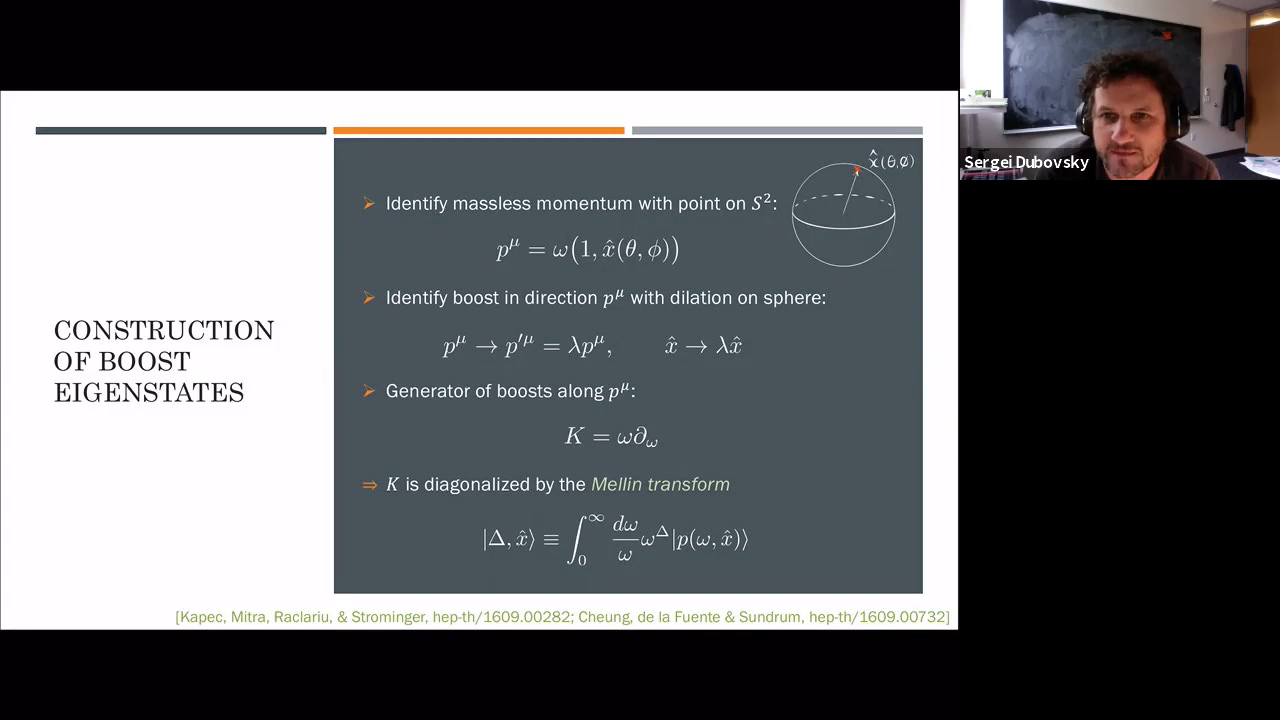 CONSTRUCTION
OF BOOST
EIGENSTATES
x̂(θ,∅)
➢ Identify massless momentum with point on 𝑆²:
p^μ = ω(1, x̂(θ, ϕ))
➢ Identify boost in direction p^μ with dilation on sphere:
p^μ → p′^μ = λp^μ, x̂ → λx̂
➢ Generator of boosts along p^μ:
K = ω∂_ω
⇒ K is diagonalized by the Mellin transform
|Δ, x̂⟩ ≡ ∫₀^∞ dω/ω ω^Δ |p(ω, x̂)⟩
[Kapec, Mitra, Raclariu, & Strominger, hep-th/1609.00282; Cheung, de la Fuente & Sundrum, hep-th/1609.00732]
Sergei Dubovsky